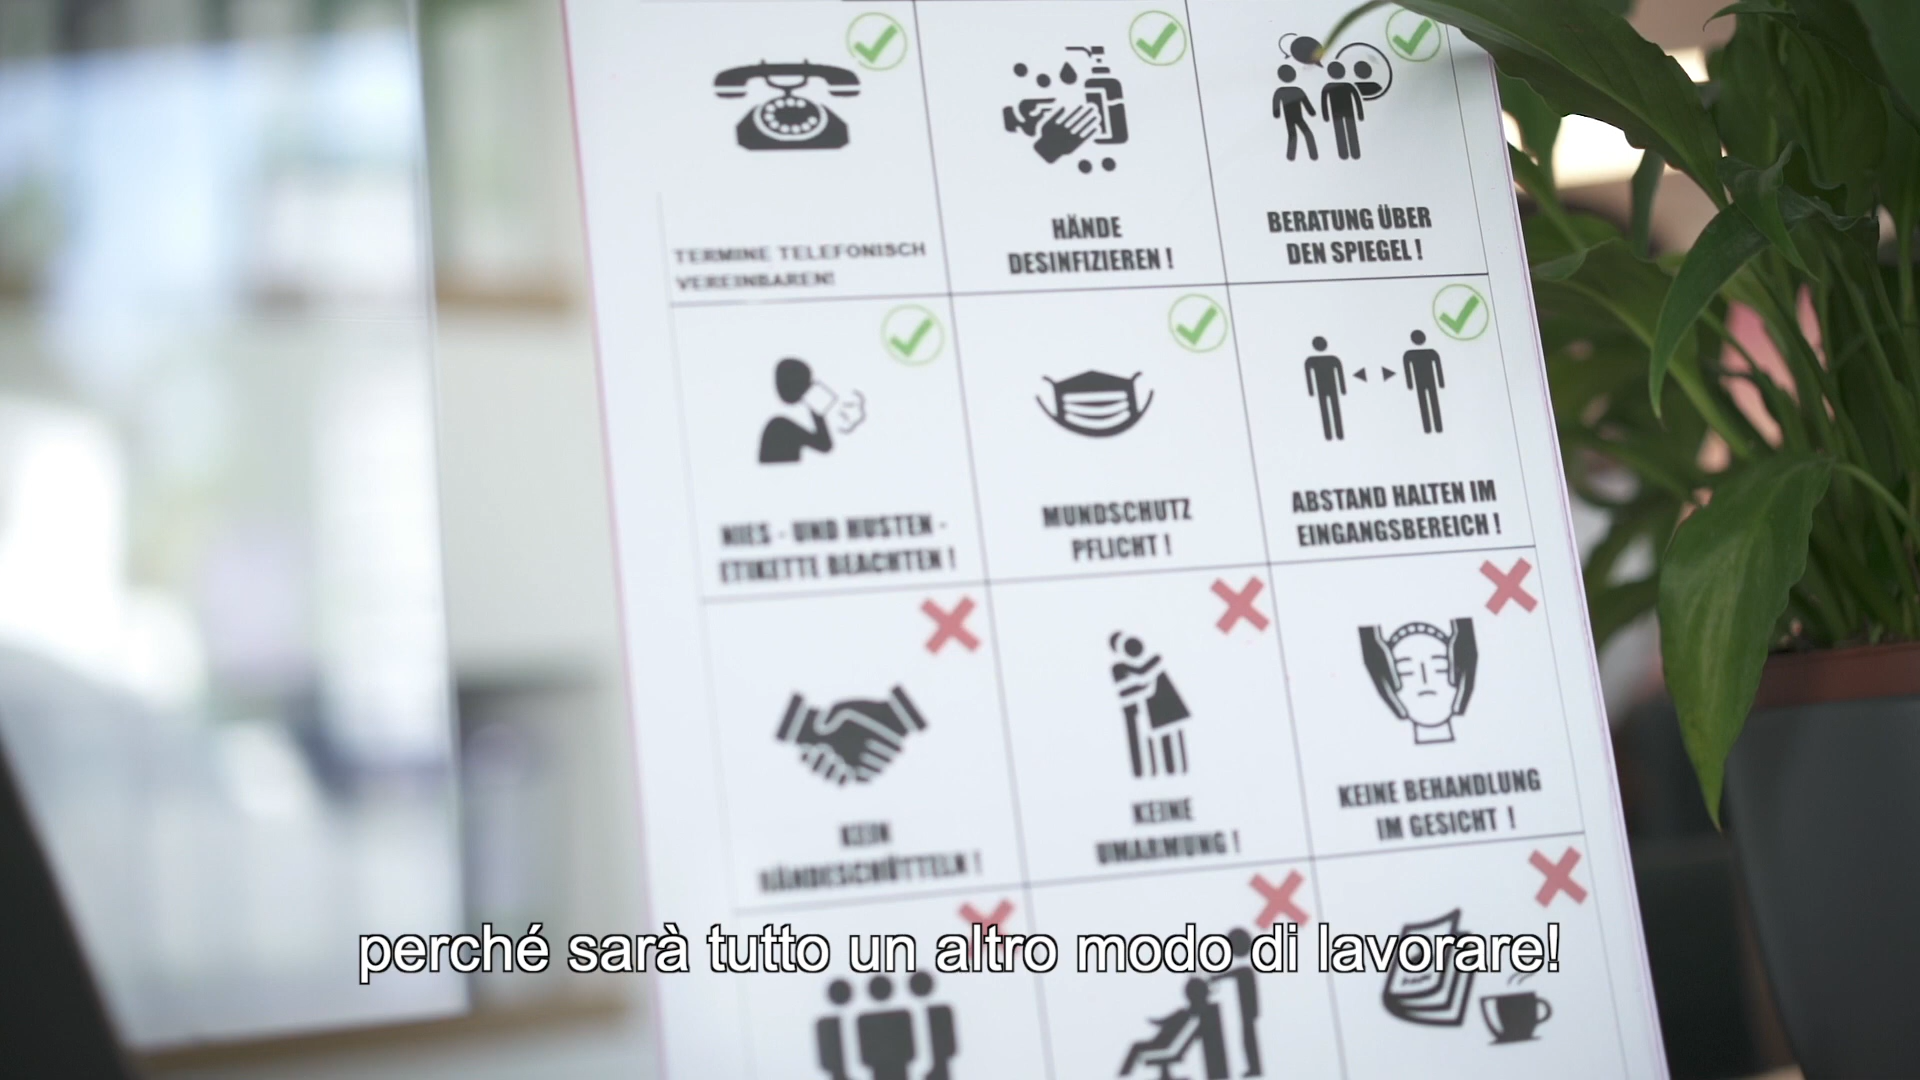 TERMINE TELEFONISCH
VEREINBAREN!
HÄNDE
DESINFIZIEREN !
BERATUNG ÜBER
DEN SPIEGEL !
NIES - UND HUSTEN -
ETIKETTE BEACHTEN !
MUNDSCHUTZ
PFLICHT !
ABSTAND HALTEN IM
EINGANGSBEREICH !
KEIN
HÄNDESCHÜTTELN !
KEINE
UMARMUNG !
KEINE BEHANDLUNG
IM GESICHT !
perché sarà tutto un altro modo di lavorare!